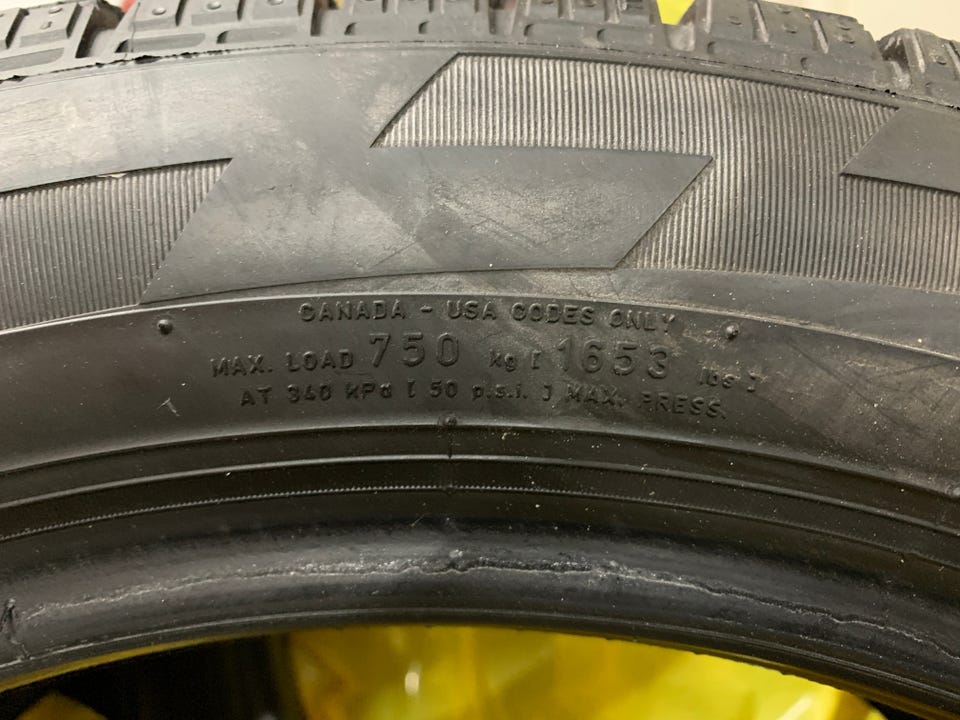 CANADA - USA CODES ONLY
MAX. LOAD 750 kg [ 1653 lbs ]
AT 340 KPa [ 50 p.s.i. ] MAX. PRESS.